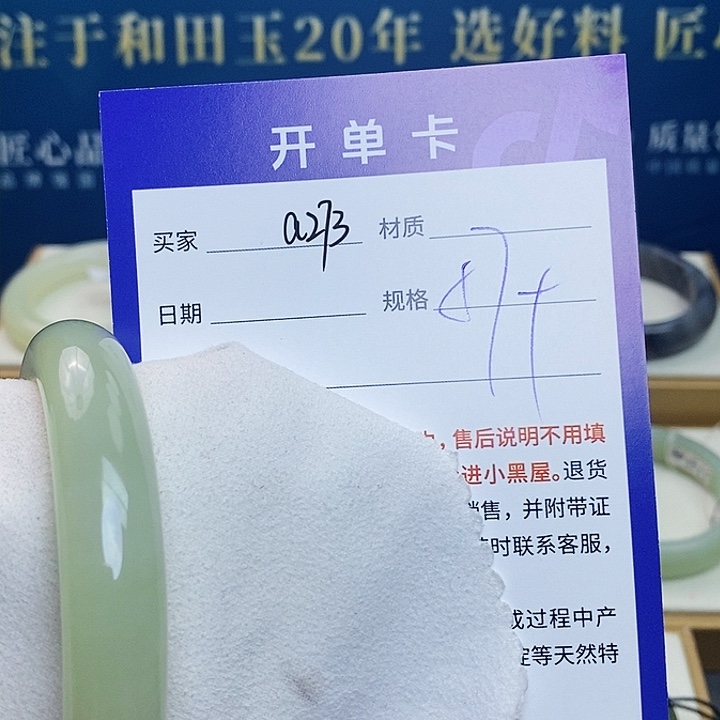 注于和田玉20年 选好料 匠
匠心品
质量
开单卡
买家 a273 材质
日期 规格
，售后说明不用填
进小黑屋。退货
销售，并附带证
时联系客服，
或过程中产
定等天然特